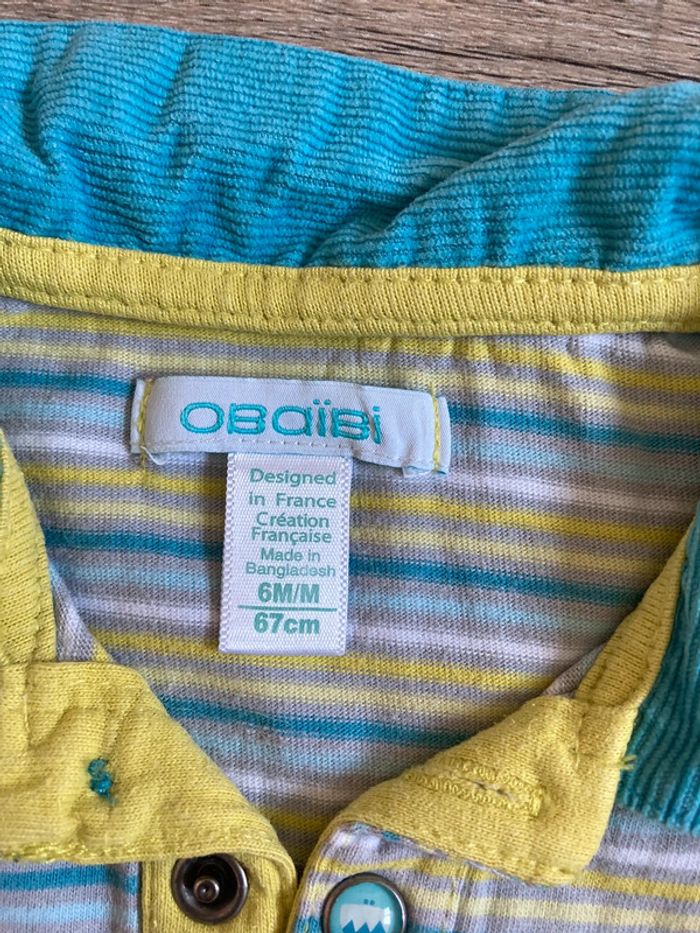 OBAïBi
Designed
in France
Création
Française
Made in
Bangladesh
6M/M
67cm